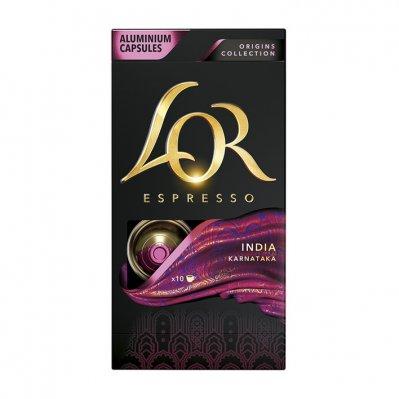 ALUMINIUM
CAPSULES
ORIGINS
COLLECTION
L'OR
ESPRESSO
INDIA
KARNATAKA
x10